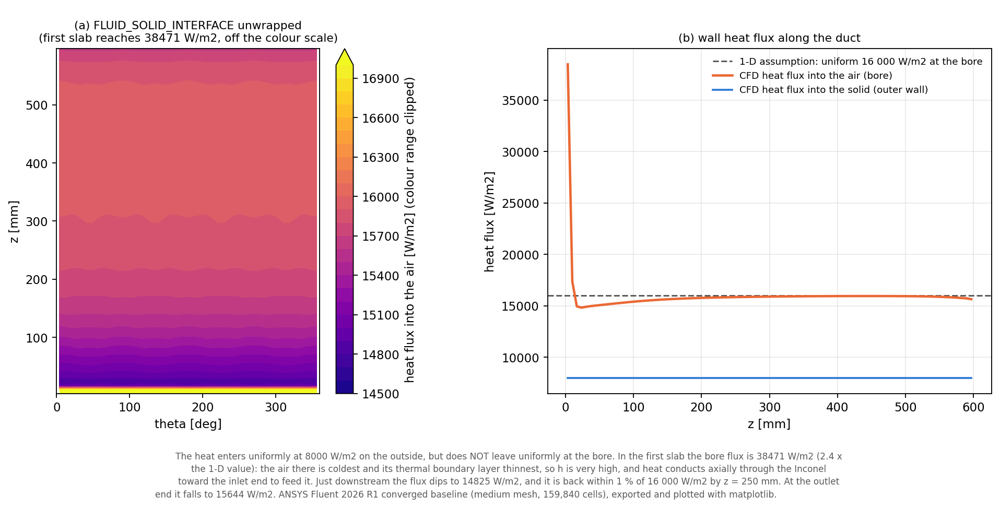 (a) FLUID_SOLID_INTERFACE unwrapped
(first slab reaches 38471 W/m2, off the colour scale)
500
400
300
200
100
z [mm]
0
100
200
300
theta [deg]
16900
16600
16300
16000
15700
15400
15100
14800
14500
heat flux into the air [W/m2] (colour range clipped)
(b) wall heat flux along the duct
1-D assumption: uniform 16 000 W/m2 at the bore
CFD heat flux into the air (bore)
CFD heat flux into the solid (outer wall)
35000
30000
25000
20000
15000
10000
heat flux [W/m2]
0
100
200
300
400
500
600
z [mm]
The heat enters uniformly at 8000 W/m2 on the outside, but does NOT leave uniformly at the bore. In the first slab the bore flux is 38471 W/m2 (2.4 x
the 1-D value): the air there is coldest and its thermal boundary layer thinnest, so h is very high, and heat conducts axially through the Inconel
toward the inlet end to feed it. Just downstream the flux dips to 14825 W/m2, and it is back within 1 % of 16 000 W/m2 by z = 250 mm. At the outlet
end it falls to 15644 W/m2. ANSYS Fluent 2026 R1 converged baseline (medium mesh, 159,840 cells), exported and plotted with matplotlib.